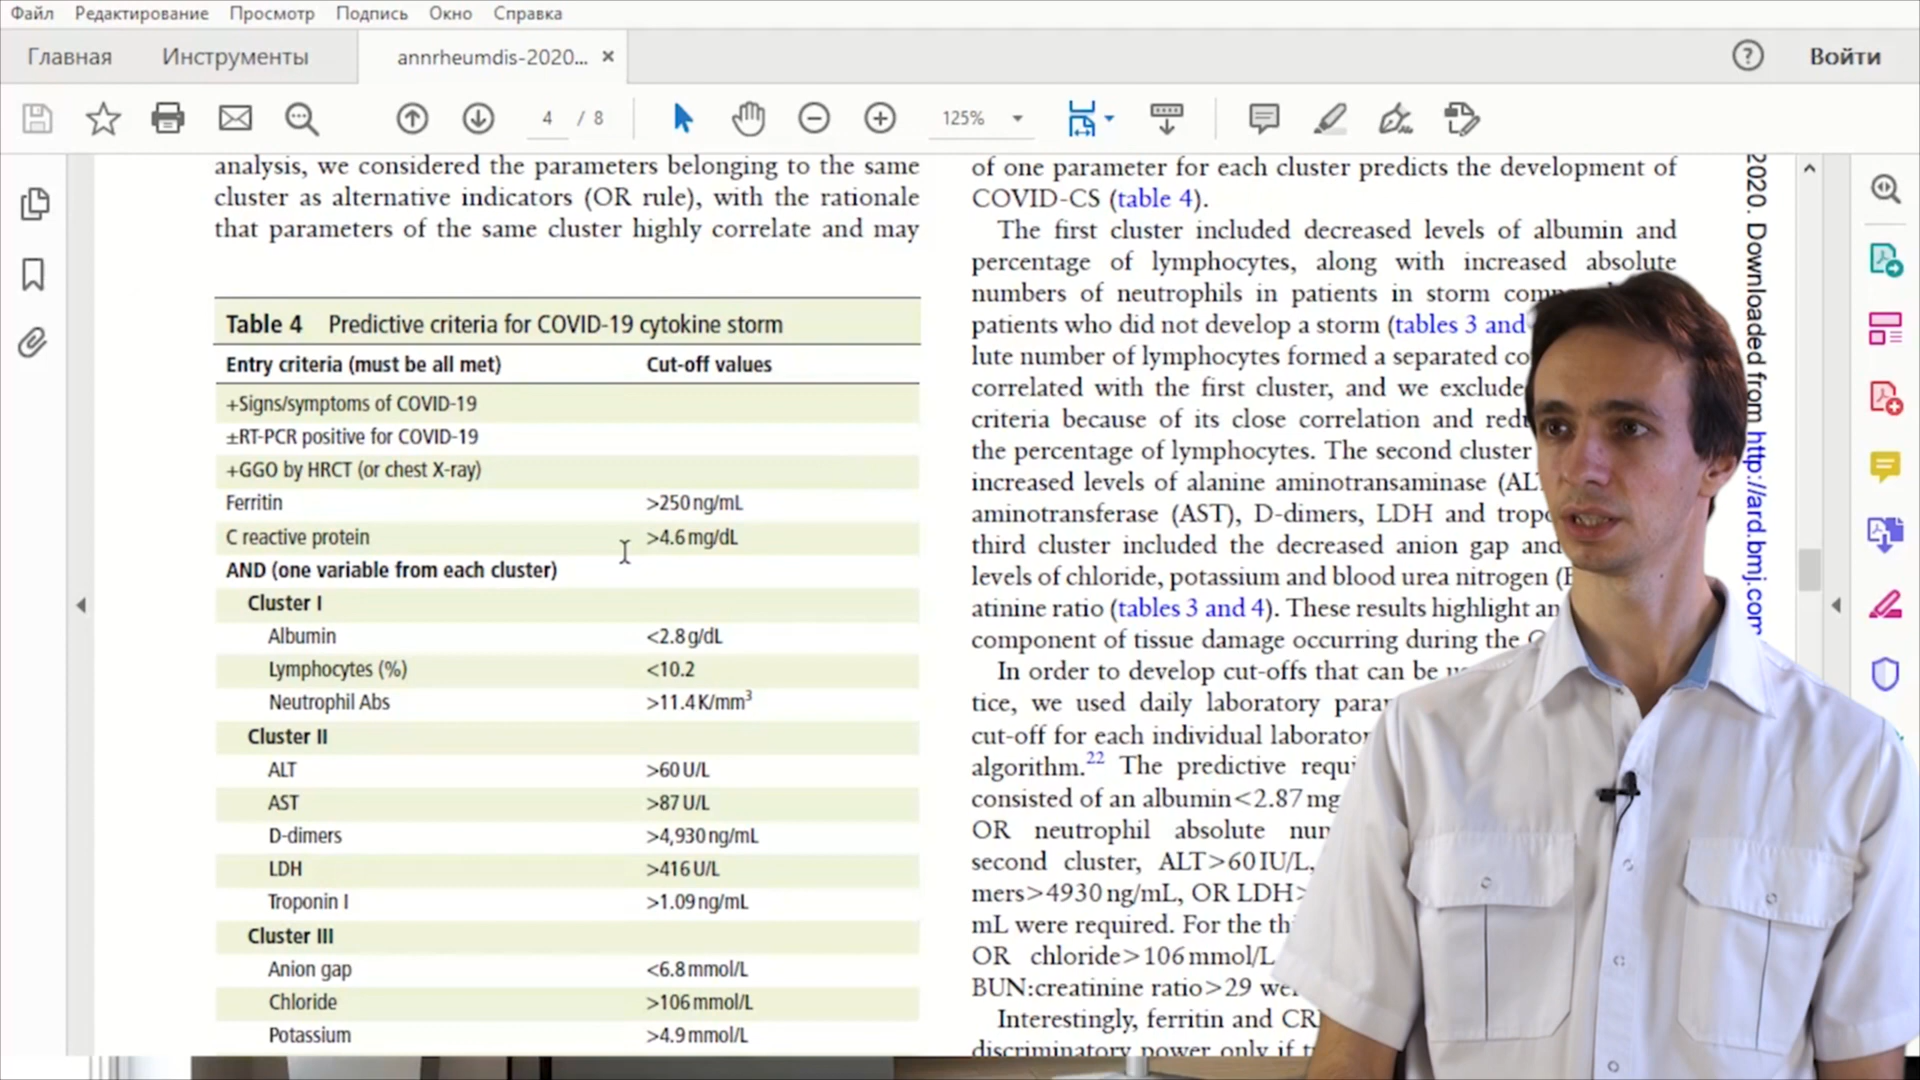 Файл Редактирование Просмотр Подпись Окно Справка
Главная Инструменты annrheumdis-2020... × ? Войти
4 / 8 125%
analysis, we considered the parameters belonging to the same
cluster as alternative indicators (OR rule), with the rationale
that parameters of the same cluster highly correlate and may
Table 4 Predictive criteria for COVID-19 cytokine storm
Entry criteria (must be all met) Cut-off values
+Signs/symptoms of COVID-19
±RT-PCR positive for COVID-19
+GGO by HRCT (or chest X-ray)
Ferritin >250 ng/mL
C reactive protein >4.6 mg/dL
AND (one variable from each cluster)
Cluster I
Albumin <2.8 g/dL
Lymphocytes (%) <10.2
Neutrophil Abs >11.4 K/mm³
Cluster II
ALT >60 U/L
AST >87 U/L
D-dimers >4,930 ng/mL
LDH >416 U/L
Troponin I >1.09 ng/mL
Cluster III
Anion gap <6.8 mmol/L
Chloride >106 mmol/L
Potassium >4.9 mmol/L
of one parameter for each cluster predicts the development of
COVID-CS (table 4).
The first cluster included decreased levels of albumin and
percentage of lymphocytes, along with increased absolute
numbers of neutrophils in patients in storm
patients who did not develop a storm (tables 3 and
lute number of lymphocytes formed a separated
correlated with the first cluster, and we
criteria because of its close correlation and
the percentage of lymphocytes. The second cluster
increased levels of alanine aminotransaminase
aminotransferase (AST), D-dimers, LDH and
third cluster included the decreased anion gap and
levels of chloride, potassium and blood urea nitrogen
atinine ratio (tables 3 and 4). These results highlight
component of tissue damage occurring during the
In order to develop cut-offs that can be
tice, we used daily laboratory
cut-off for each individual
algorithm.22 The predictive
consisted of an albumin<2.87
OR neutrophil absolute
second cluster, ALT>60 IU/L,
mers>4930 ng/mL, OR LDH>
mL were required. For the
OR chloride>106 mmol/L
BUN:creatinine ratio>29
Interestingly, ferritin and
discriminatory power only if
2020. Downloaded from http://ard.bmj.com